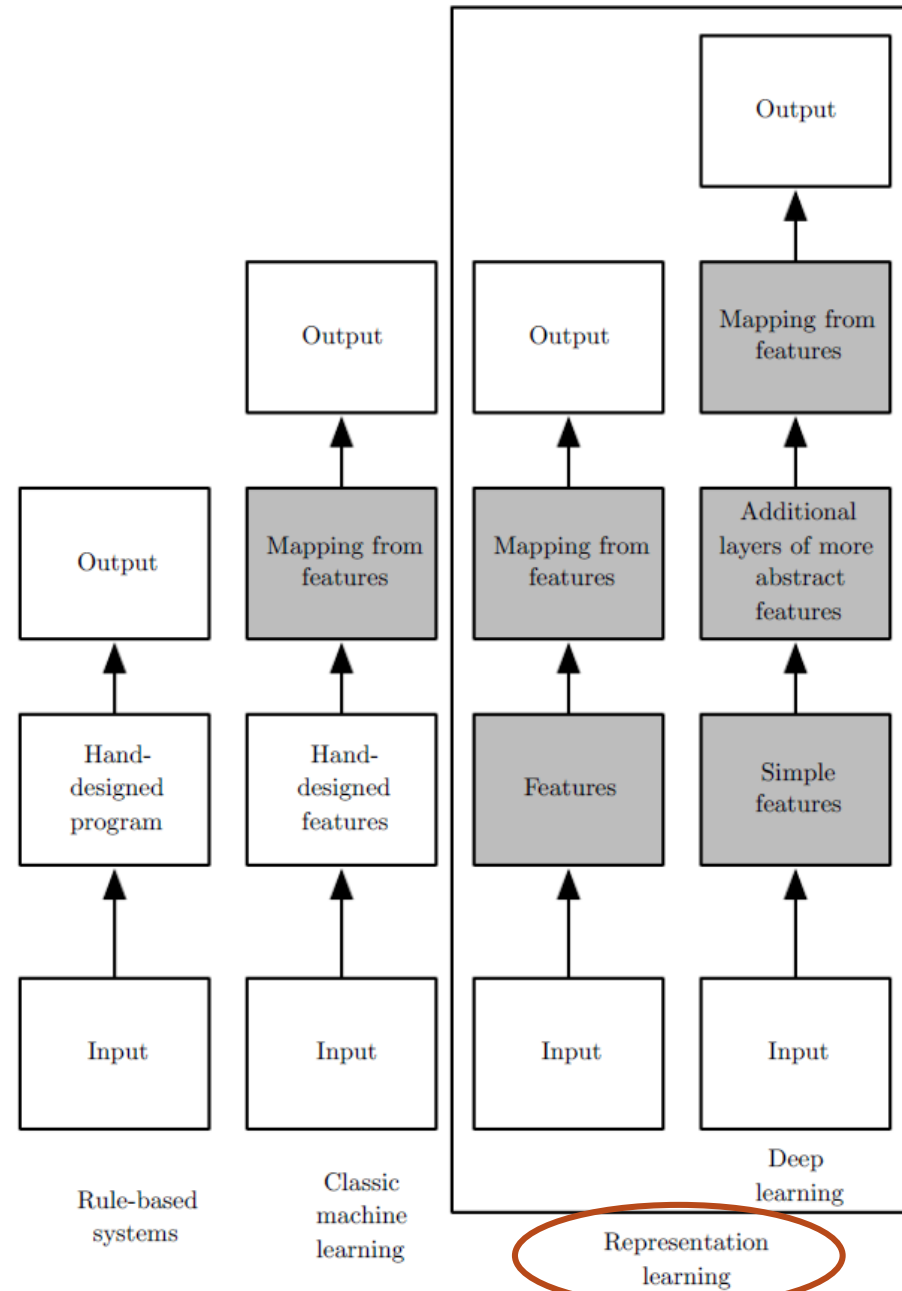 Output
Output
Output
Mapping from
features
Output
Mapping from
features
Mapping from
features
Additional
layers of more
abstract
features
Hand-
designed
program
Hand-
designed
features
Features
Simple
features
Input
Input
Input
Input
Rule-based
systems
Classic
machine
learning
Representation
learning
Deep
learning